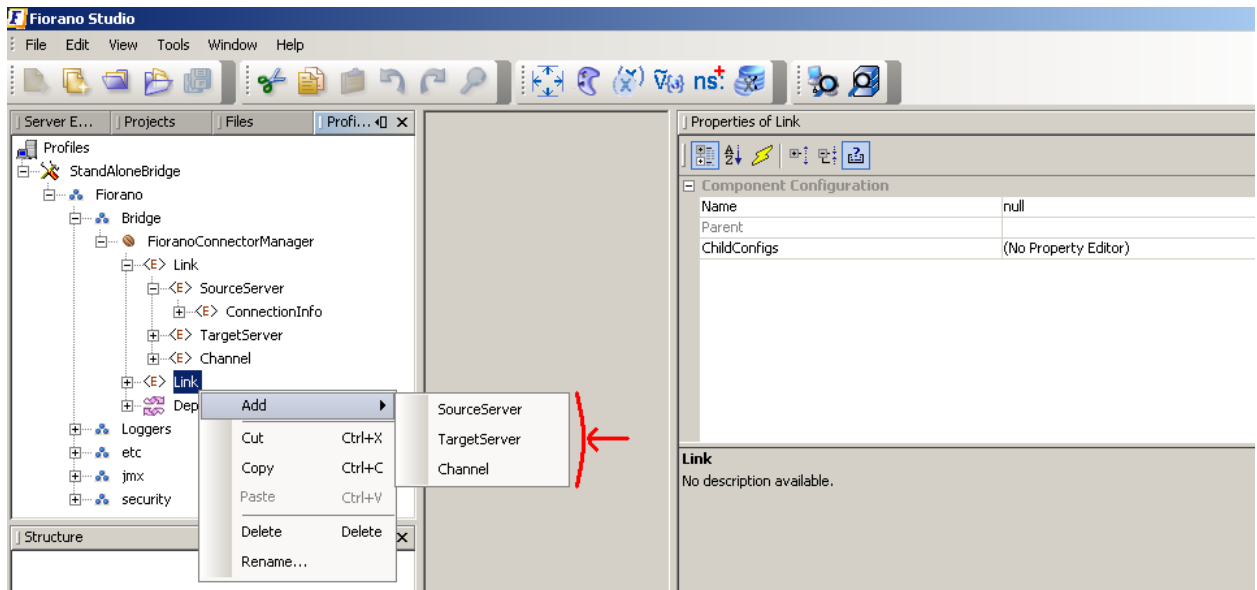 Fiorano Studio
File Edit View Tools Window Help
ns:
Server E... Projects Files Profi...
Profiles
StandAloneBridge
Fiorano
Bridge
FioranoConnectorManager
<E> Link
<E> SourceServer
<E> ConnectionInfo
<E> TargetServer
<E> Channel
<E> Link
Dep
Loggers
etc
jmx
security
Add
Cut Ctrl+X
Copy Ctrl+C
Paste Ctrl+V
Delete Delete
Rename...
SourceServer
TargetServer
Channel
Structure
Properties of Link
Component Configuration
Name null
Parent
ChildConfigs (No Property Editor)
Link
No description available.